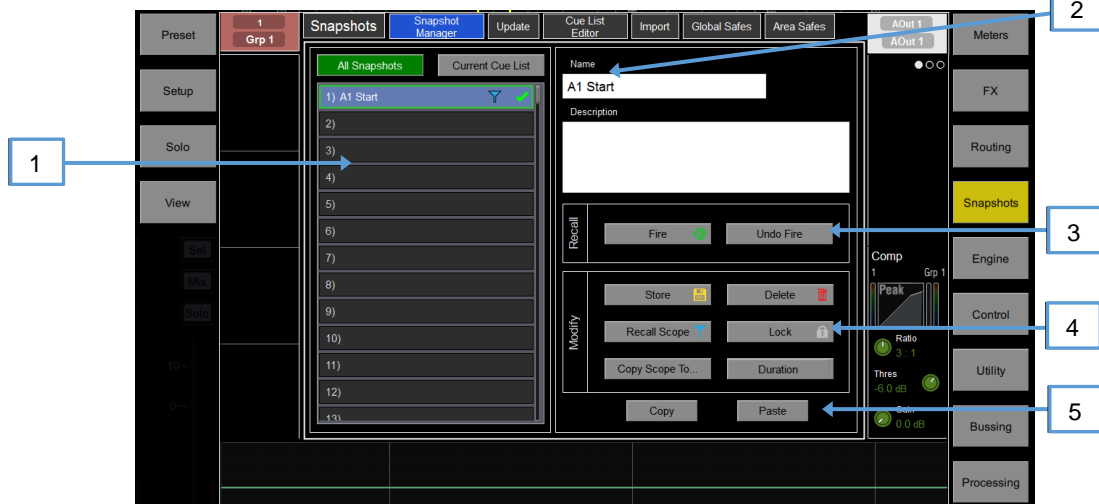 Preset
Setup
Solo
View
Sel
Mix
Solo
10
0
1
Grp 1
Snapshots
Snapshot
Manager
Update
Cue List
Editor
Import
Global Safes
Area Safes
All Snapshots
Current Cue List
1) A1 Start
2)
3)
4)
5)
6)
7)
8)
9)
10)
11)
12)
13)
Name
A1 Start
Description
Recall
Fire
Undo Fire
Modify
Store
Delete
Recall Scope
Lock
Copy Scope To...
Duration
Copy
Paste
AOut 1
AOut 1
Comp
1 Grp 1
Peak
Ratio
3 : 1
Thres
-6.0 dB
Gain
0.0 dB
Meters
FX
Routing
Snapshots
Engine
Control
Utility
Bussing
Processing
1
2
3
4
5